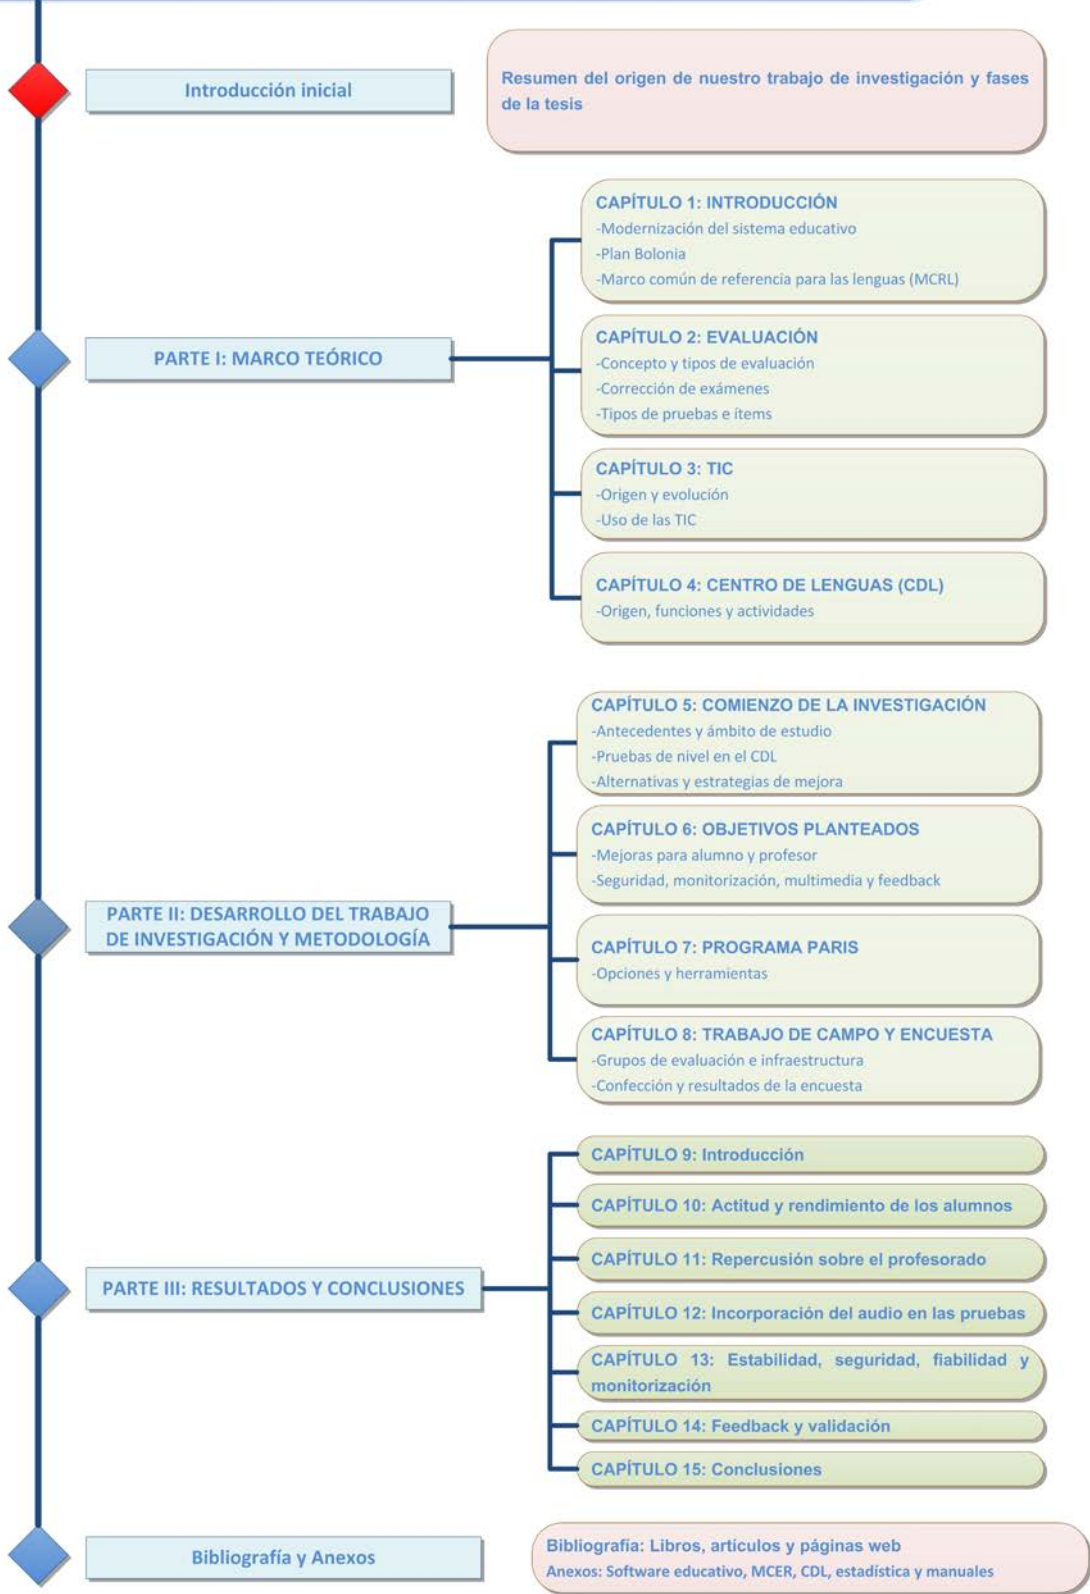 Introducción inicial
Resumen del origen de nuestro trabajo de investigación y fases
de la tesis
PARTE I: MARCO TEÓRICO
CAPÍTULO 1: INTRODUCCIÓN
-Modernización del sistema educativo
-Plan Bolonia
-Marco común de referencia para las lenguas (MCRL)
CAPÍTULO 2: EVALUACIÓN
-Concepto y tipos de evaluación
-Corrección de exámenes
-Tipos de pruebas e ítems
CAPÍTULO 3: TIC
-Origen y evolución
-Uso de las TIC
CAPÍTULO 4: CENTRO DE LENGUAS (CDL)
-Origen, funciones y actividades
PARTE II: DESARROLLO DEL TRABAJO
DE INVESTIGACIÓN Y METODOLOGÍA
CAPÍTULO 5: COMIENZO DE LA INVESTIGACIÓN
-Antecedentes y ámbito de estudio
-Pruebas de nivel en el CDL
-Alternativas y estrategias de mejora
CAPÍTULO 6: OBJETIVOS PLANTEADOS
-Mejoras para alumno y profesor
-Seguridad, monitorización, multimedia y feedback
CAPÍTULO 7: PROGRAMA PARIS
-Opciones y herramientas
CAPÍTULO 8: TRABAJO DE CAMPO Y ENCUESTA
-Grupos de evaluación e infraestructura
-Confección y resultados de la encuesta
PARTE III: RESULTADOS Y CONCLUSIONES
CAPÍTULO 9: Introducción
CAPÍTULO 10: Actitud y rendimiento de los alumnos
CAPÍTULO 11: Repercusión sobre el profesorado
CAPÍTULO 12: Incorporación del audio en las pruebas
CAPÍTULO 13: Estabilidad, seguridad, fiabilidad y
monitorización
CAPÍTULO 14: Feedback y validación
CAPÍTULO 15: Conclusiones
Bibliografía y Anexos
Bibliografia: Libros, artículos y páginas web
Anexos: Software educativo, MCER, CDL, estadística y manuales